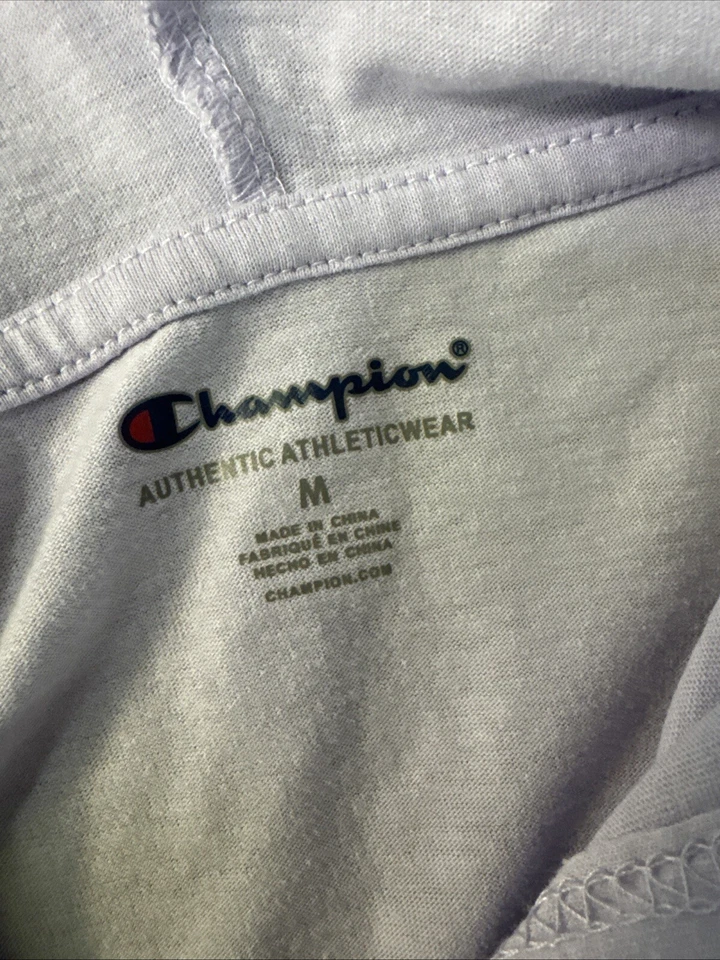 Champion®
AUTHENTIC ATHLETICWEAR
M
MADE IN CHINA
FABRIQUÉ EN CHINE
HECHO EN CHINA
CHAMPION.COM